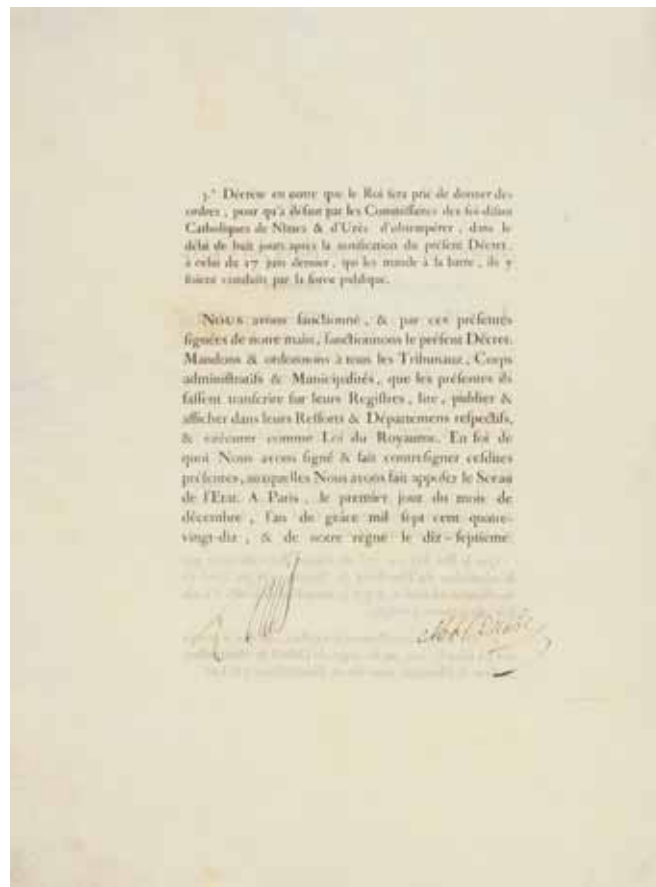 3.° Décrète en outre que le Roi sera prié de donner des
ordres, pour qu'à défaut par les Commissaires des soi-disant
Catholiques de Nîmes & d'Uzès d'obtempérer, dans le
délai de huit jours après la notification du présent Décret,
à celui du 17 juin dernier, qui les mande à la barre, ils y
soient conduits par la force publique.
NOUS avons sanctionné, & par ces présentes
signées de notre main, sanctionnons le présent Décret.
Mandons & ordonnons à tous les Tribunaux, Corps
administratifs & Municipalités, que les présentes ils
fassent transcrire sur leurs Registres, lire, publier &
afficher dans leurs Ressorts & Départemens respectifs,
& exécuter comme Loi du Royaume. En foi de
quoi Nous avons signé & fait contresigner cesdites
présentes, auxquelles Nous avons fait apposer le Sceau
de l'Etat. A Paris, le premier jour du mois de
décembre, l'an de grâce mil sept cent quatre-
vingt-dix, & de notre règne le dix-septième.